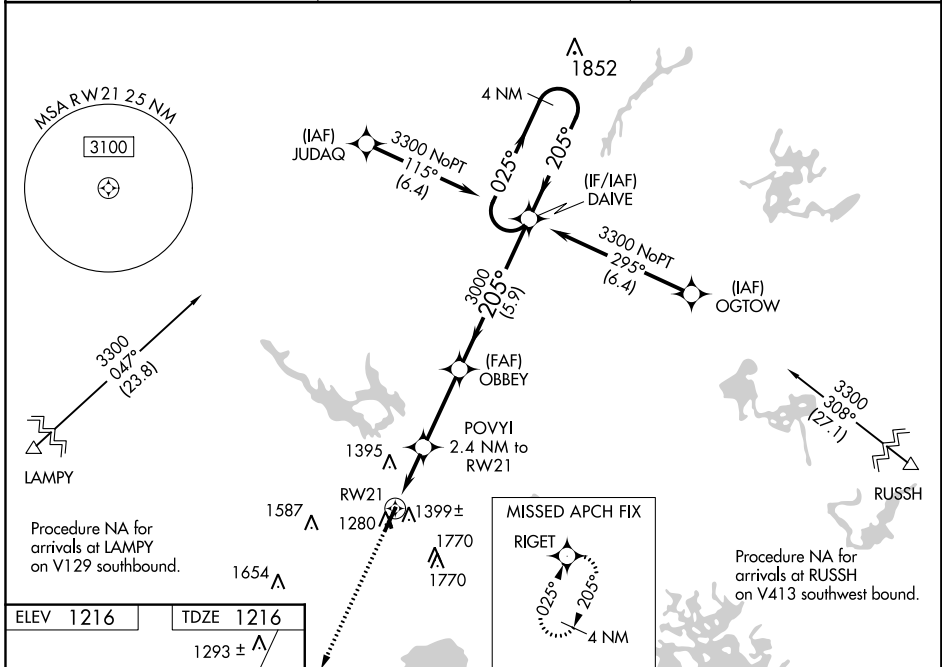 1852
4 NM
MSA RW21 25 NM
3100
(IAF)
JUDAQ
3300 NoPT
115°
(6.4)
025°
205°
(IF/IAF)
DAIVE
3300 NoPT
295°
(6.4)
(IAF)
OGTOW
3000
205°
(5.9)
3300
047°
(23.8)
LAMPY
(FAF)
OBBEY
3300
308°
(27.1)
RUSSH
POVYI
2.4 NM to
RW21
1395
RW21
1587
1280
1399 ±
1770
1770
1654
Procedure NA for
arrivals at LAMPY
on V129 southbound.
MISSED APCH FIX
RIGET
025°
205°
4 NM
Procedure NA for
arrivals at RUSSH
on V413 southwest bound.
ELEV 1216
TDZE 1216
1293 ±